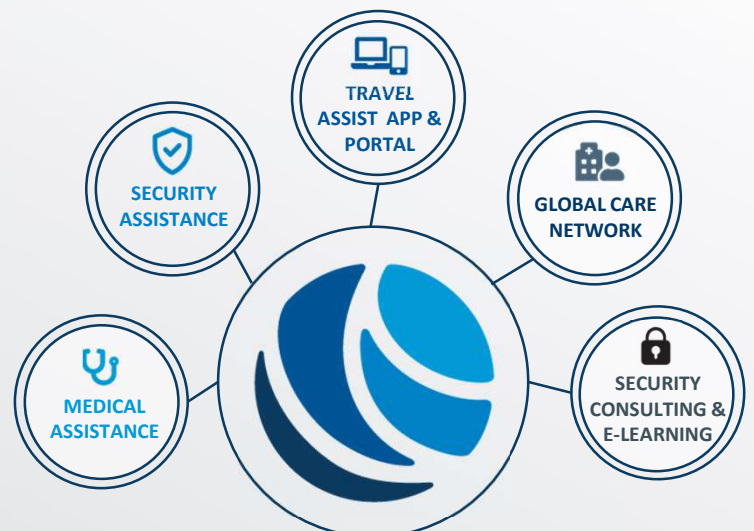 TRAVEL
ASSIST APP &
PORTAL
SECURITY
ASSISTANCE
GLOBAL CARE
NETWORK
MEDICAL
ASSISTANCE
SECURITY
CONSULTING &
E-LEARNING